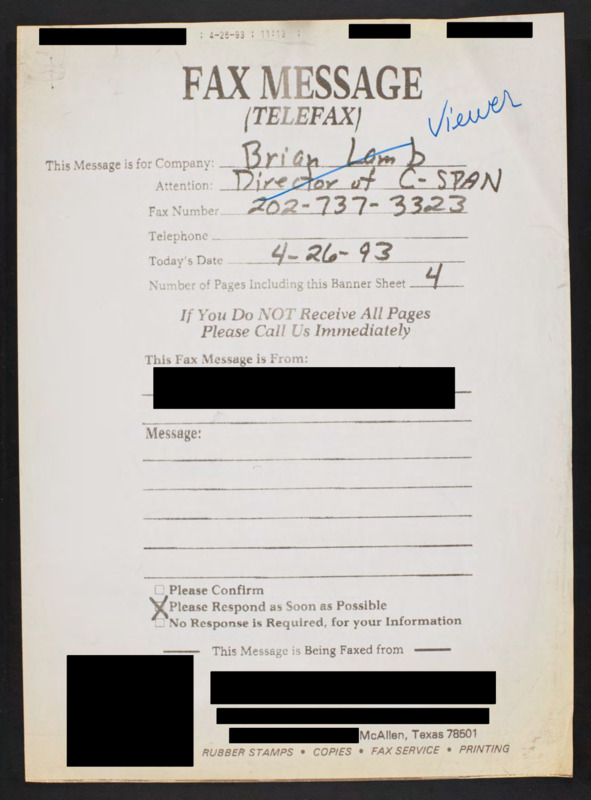 : 4-26-93 : 11:13 :
FAX MESSAGE
(TELEFAX)
Viewer
This Message is for Company: Brian Lamb
Attention: Director of C-SPAN
Fax Number 202-737-3323
Telephone
Today's Date 4-26-93
Number of Pages Including this Banner Sheet 4
If You Do NOT Receive All Pages
Please Call Us Immediately
This Fax Message is From:
Message:
Please Confirm
Please Respond as Soon as Possible
No Response is Required, for your Information
This Message is Being Faxed from
McAllen, Texas 78501
RUBBER STAMPS • COPIES • FAX SERVICE • PRINTING